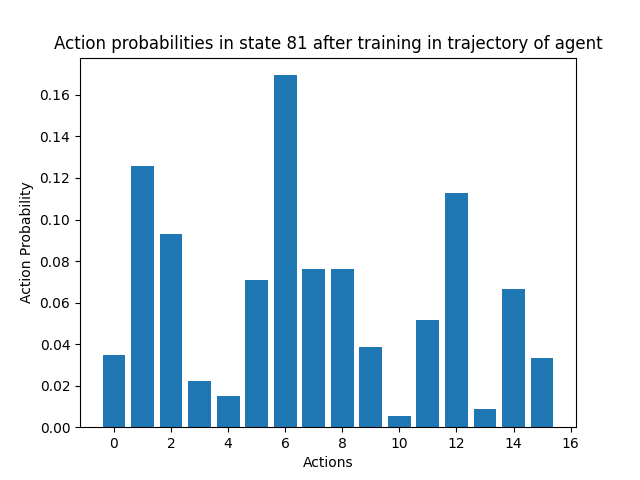 Action probabilities in state 81 after training in trajectory of agent
0.16
0.14
0.12
0.10
0.08
0.06
0.04
0.02
0.00
Action Probability
0 2 4 6 8 10 12 14 16
Actions